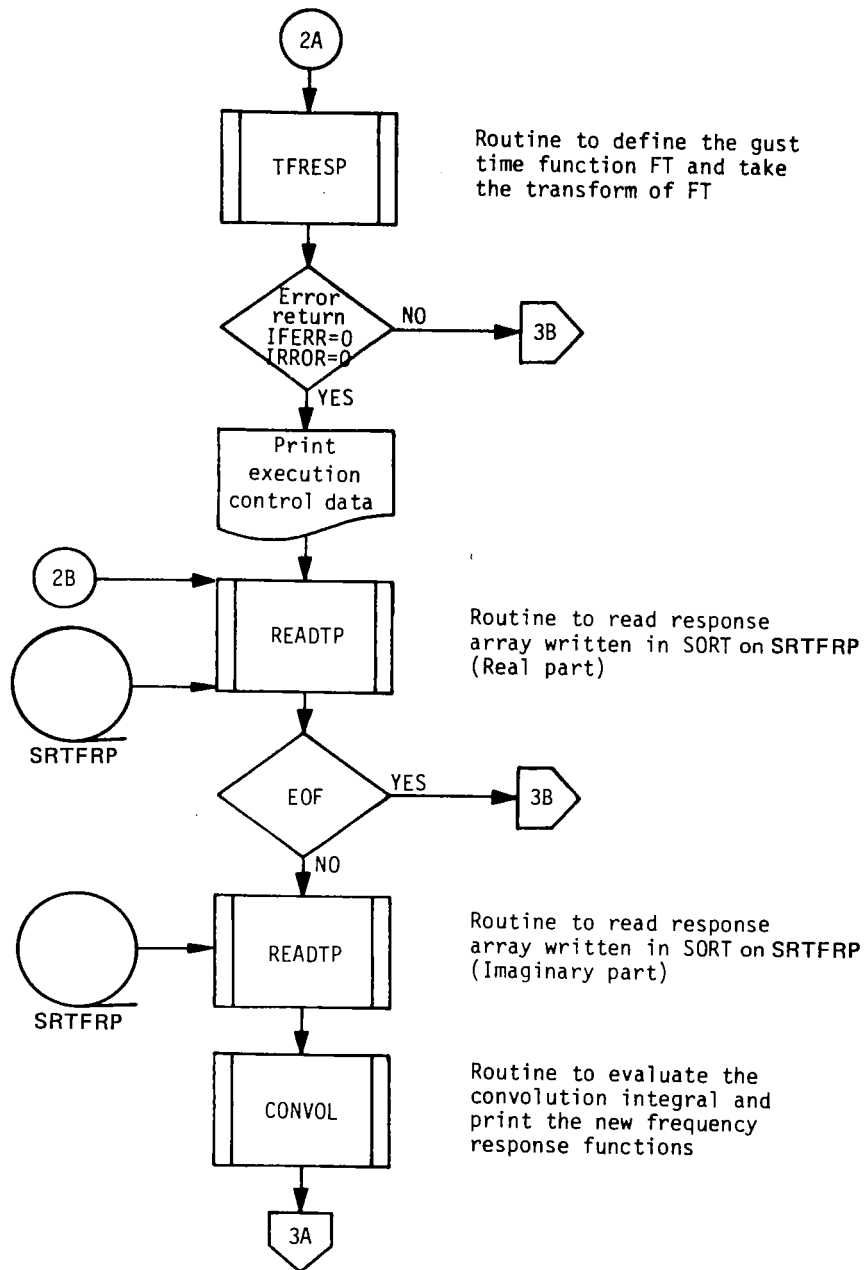 2A
TFRESP
Routine to define the gust
time function FT and take
the transform of FT
Error
return
IFERR=0
IRROR=0
NO
3B
YES
Print
execution
control data
2B
READTP
Routine to read response
array written in SORT on SRTFRP
(Real part)
SRTFRP
EOF
YES
3B
NO
READTP
Routine to read response
array written in SORT on SRTFRP
(Imaginary part)
SRTFRP
CONVOL
Routine to evaluate the
convolution integral and
print the new frequency
response functions
3A